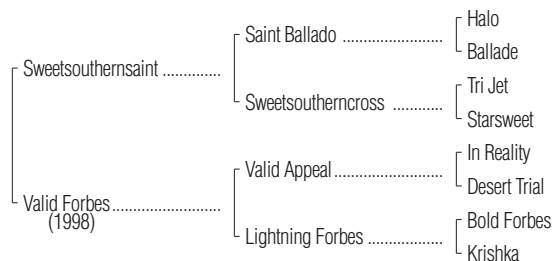 Halo
Saint Ballado ........................
Ballade
Sweetsouthernsaint ..............
Tri Jet
Sweetsoutherncross ............
Starsweet
In Reality
Valid Appeal..........................
Desert Trial
Valid Forbes..........................
(1998)
Bold Forbes
Lightning Forbes ..................
Krishka